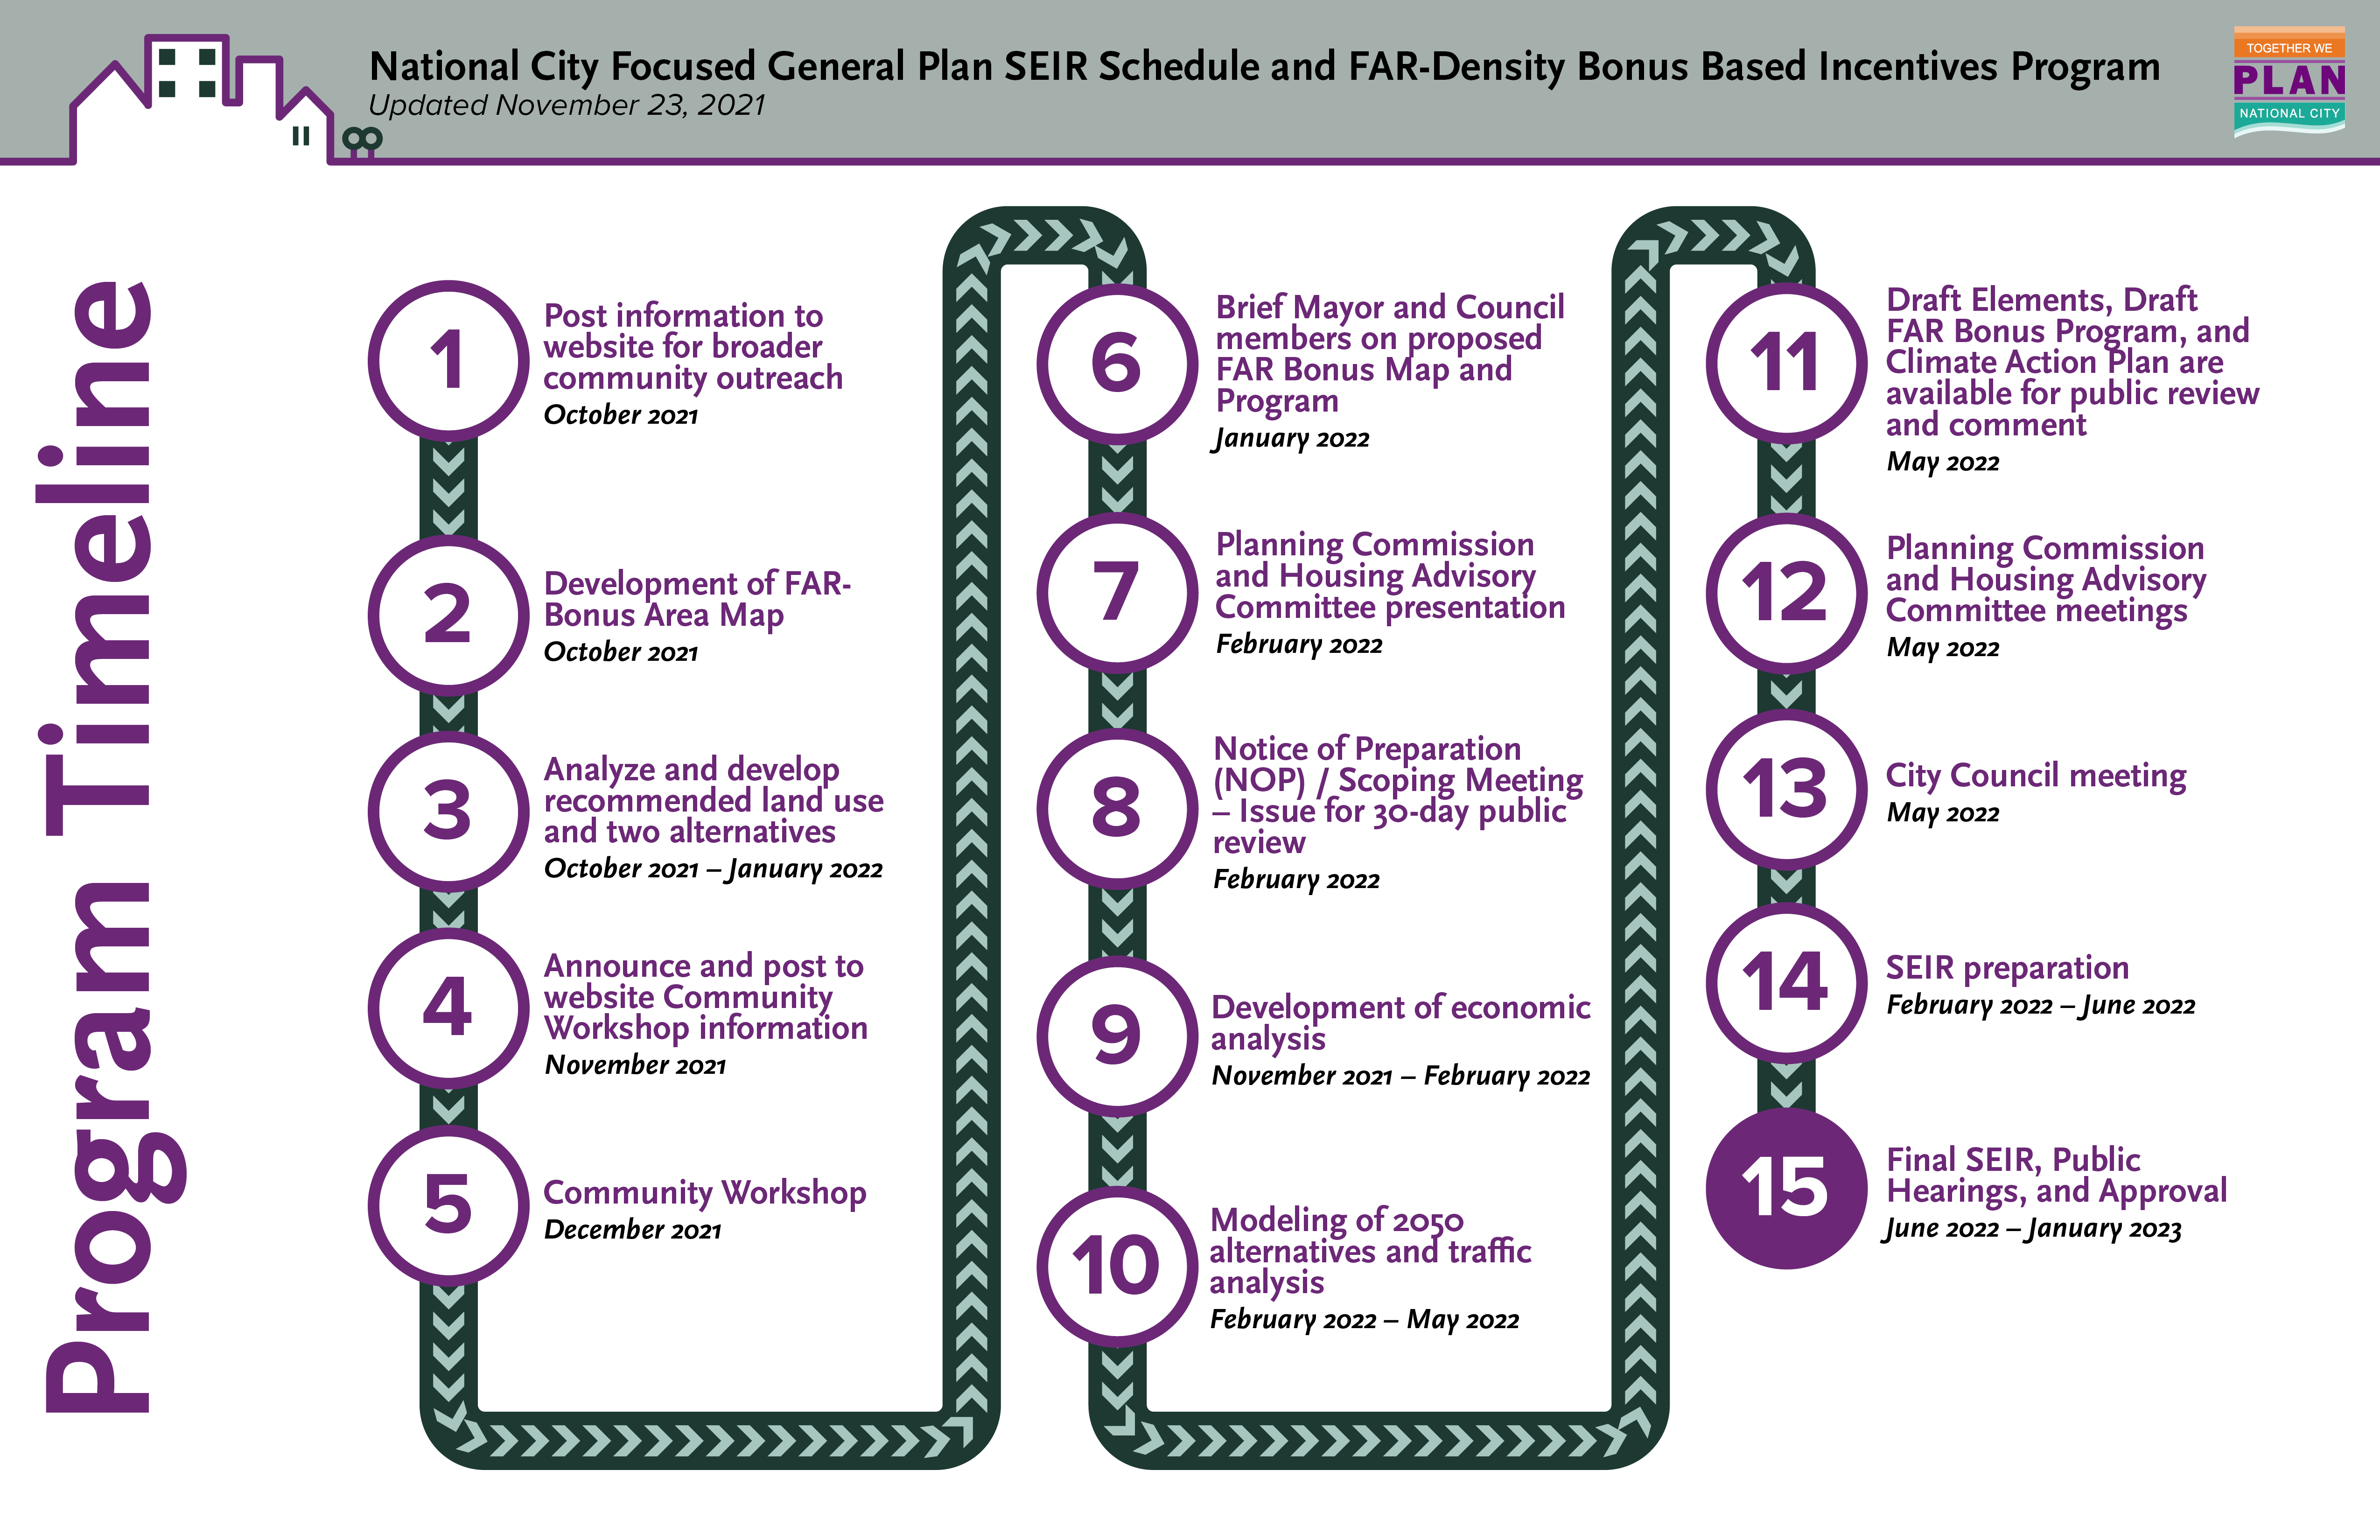 National City Focused General Plan SEIR Schedule and FAR-Density Bonus Based Incentives Program
Updated November 23, 2021
TOGETHER WE
PLAN
NATIONAL CITY
Program Timeline
1
Post information to
website for broader
community outreach
October 2021
2
Development of FAR-
Bonus Area Map
October 2021
3
Analyze and develop
recommended land use
and two alternatives
October 2021 – January 2022
4
Announce and post to
website Community
Workshop information
November 2021
5
Community Workshop
December 2021
6
Brief Mayor and Council
members on proposed
FAR Bonus Map and
Program
January 2022
7
Planning Commission
and Housing Advisory
Committee presentation
February 2022
8
Notice of Preparation
(NOP) / Scoping Meeting
– Issue for 30-day public
review
February 2022
9
Development of economic
analysis
November 2021 – February 2022
10
Modeling of 2050
alternatives and traffic
analysis
February 2022 – May 2022
11
Draft Elements, Draft
FAR Bonus Program, and
Climate Action Plan are
available for public review
and comment
May 2022
12
Planning Commission
and Housing Advisory
Committee meetings
May 2022
13
City Council meeting
May 2022
14
SEIR preparation
February 2022 – June 2022
15
Final SEIR, Public
Hearings, and Approval
June 2022 – January 2023